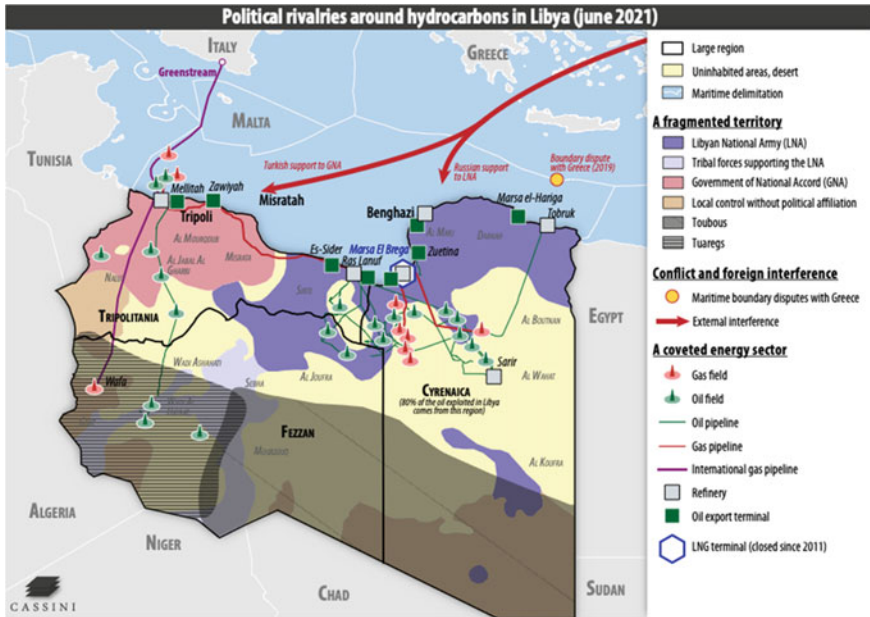 Political rivalries around hydrocarbons in Libya (june 2021)
ITALY
Greenstream
GREECE
MALTA
TUNISIA
Turkish support to GNA
Russian support
to LNA
Boundary dispute
with Greece (2019)
Mellitah
Zawiyah
Misratah
Tripoli
Benghazi
Marsa el-Hariga
Tobruk
AL MARJ
DARNAH
Es-Sider
Marsa El Brega
Zuetina
Ras Lanuf
AL MOURQOUB
AL JABAL AL
GHARBI
MISRATA
NALUT
SYRTE
TRIPOLITANIA
AL BOUTNAN
EGYPT
WADI ASHSHATI
Wafa
SEBHA
AL JOUFRA
Sarir
AL WAHAT
CYRENAICA
(80% of the oil exploited in Libya
comes from this region)
FEZZAN
MOURZOUQ
AL KOUFRA
ALGERIA
NIGER
CHAD
SUDAN
CASSINI
Large region
Uninhabited areas, desert
Maritime delimitation
A fragmented territory
Libyan National Army (LNA)
Tribal forces supporting the LNA
Government of National Accord (GNA)
Local control without political affiliation
Toubous
Tuaregs
Conflict and foreign interference
Maritime boundary disputes with Greece
External interference
A coveted energy sector
Gas field
Oil field
Oil pipeline
Gas pipeline
International gas pipeline
Refinery
Oil export terminal
LNG terminal (closed since 2011)